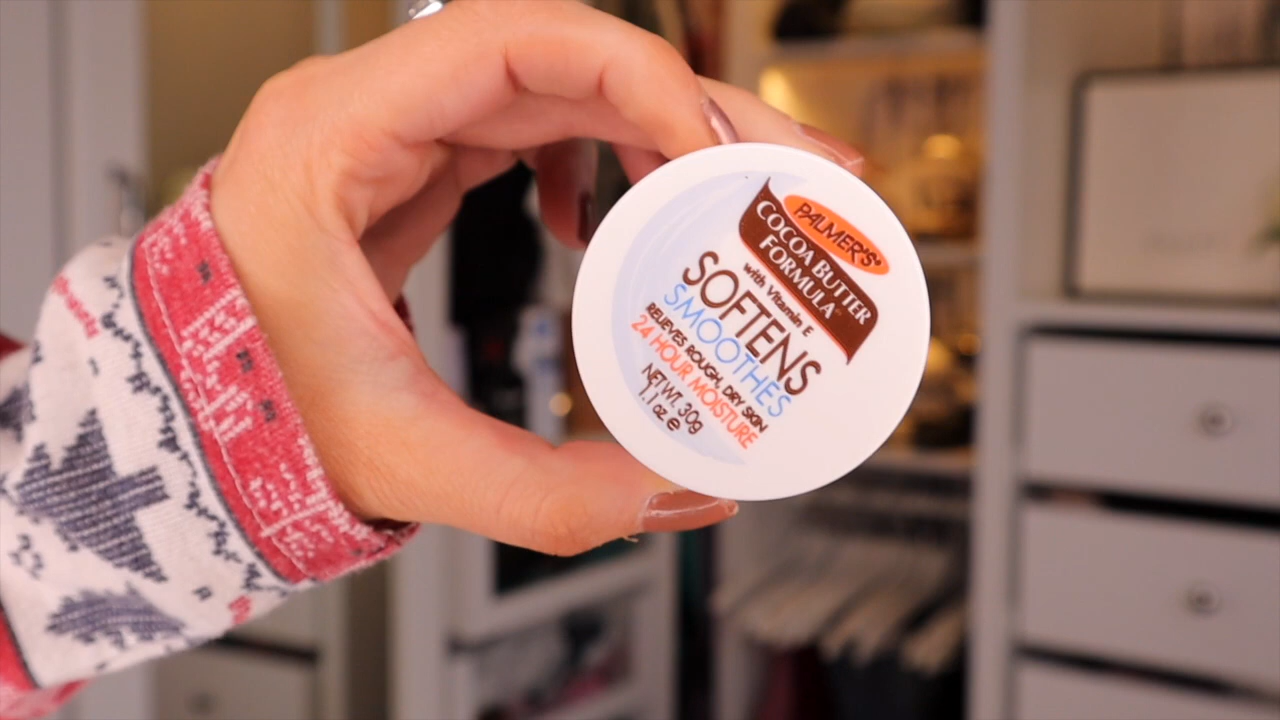 PALMER'S®
COCOA BUTTER
FORMULA
with Vitamin E
SOFTENS
SMOOTHES
RELIEVES ROUGH, DRY SKIN
24 HOUR MOISTURE
NET WT. 30g
1.1 oz e